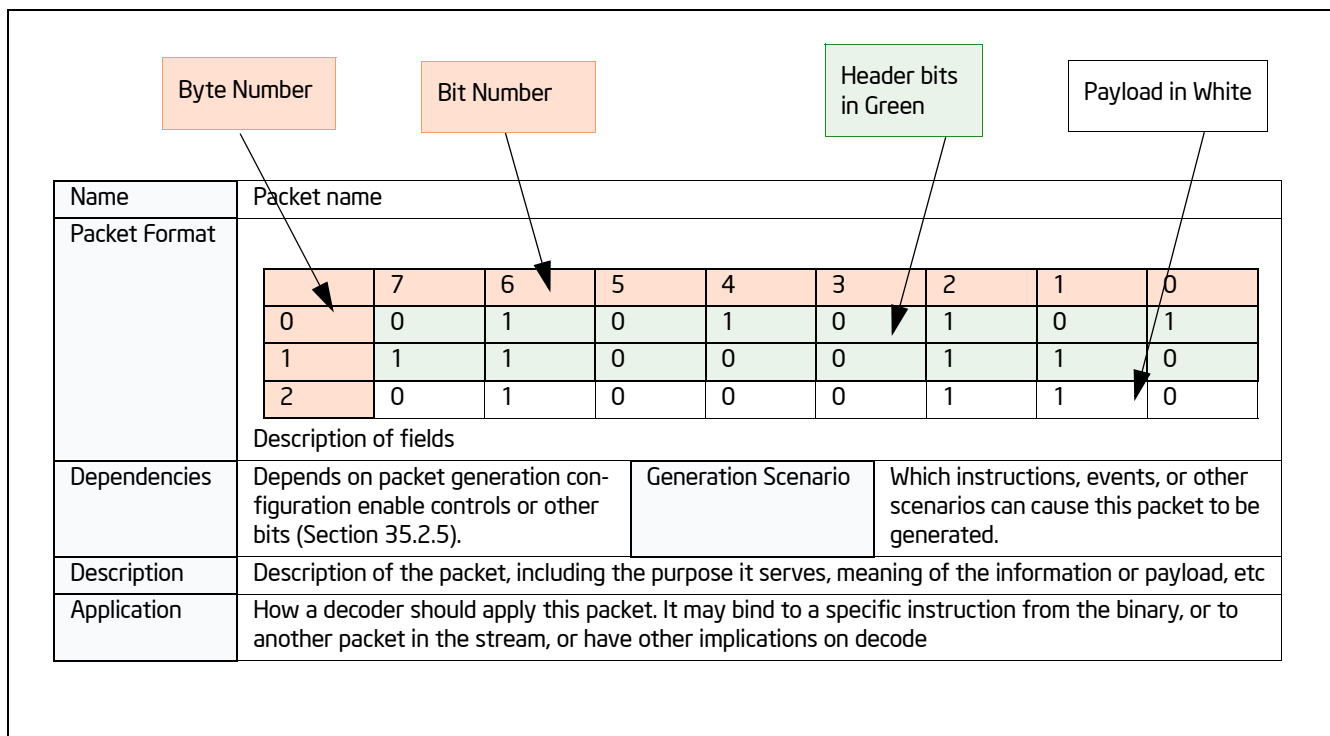 Byte Number
Bit Number
Header bits
in Green
Payload in White
Name Packet name
Packet Format
7 6 5 4 3 2 1 0
0 0 1 0 1 0 1 0 1
1 1 1 0 0 0 1 1 0
2 0 1 0 0 0 1 1 0
Description of fields
Dependencies Depends on packet generation con-
figuration enable controls or other
bits (Section 35.2.5).
Generation Scenario Which instructions, events, or other
scenarios can cause this packet to be
generated.
Description Description of the packet, including the purpose it serves, meaning of the information or payload, etc
Application How a decoder should apply this packet. It may bind to a specific instruction from the binary, or to
another packet in the stream, or have other implications on decode